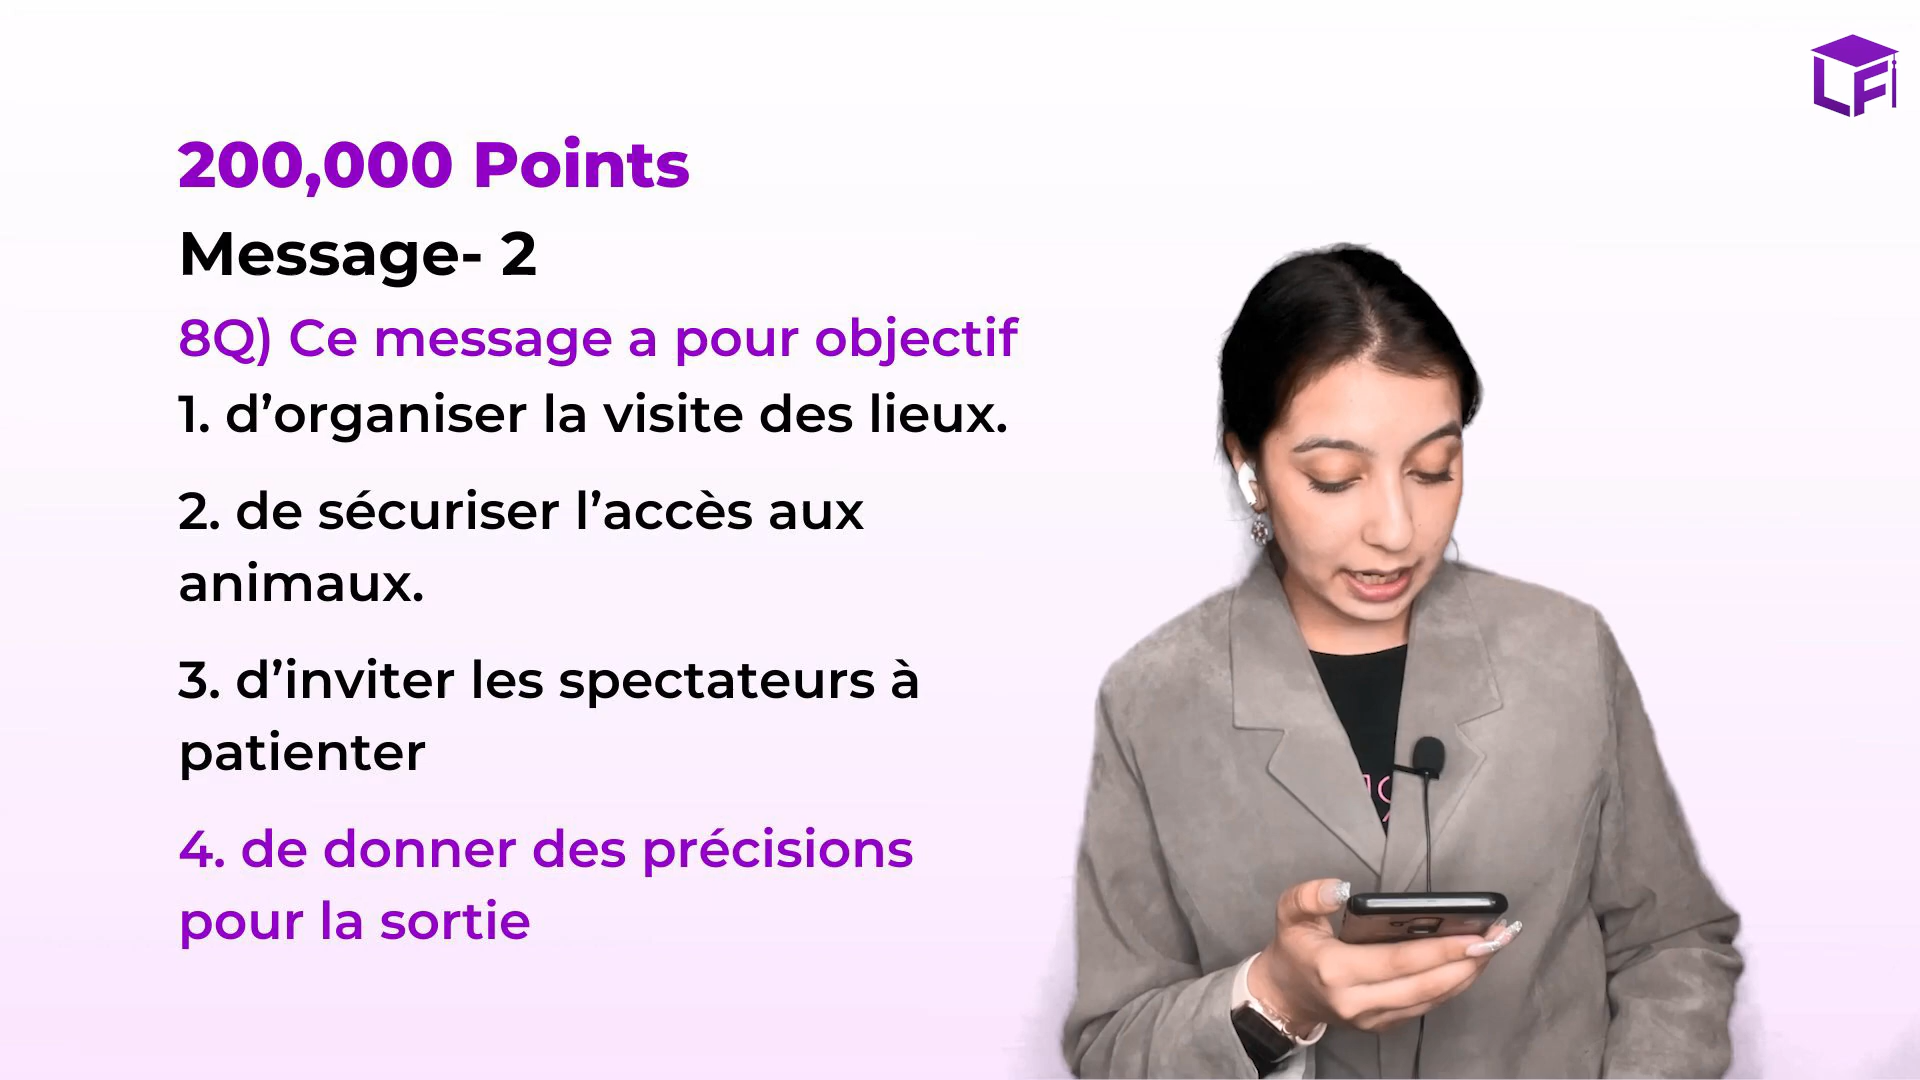 LF
200,000 Points
Message- 2
8Q) Ce message a pour objectif
1. d’organiser la visite des lieux.
2. de sécuriser l’accès aux
animaux.
3. d’inviter les spectateurs à
patienter
4. de donner des précisions
pour la sortie